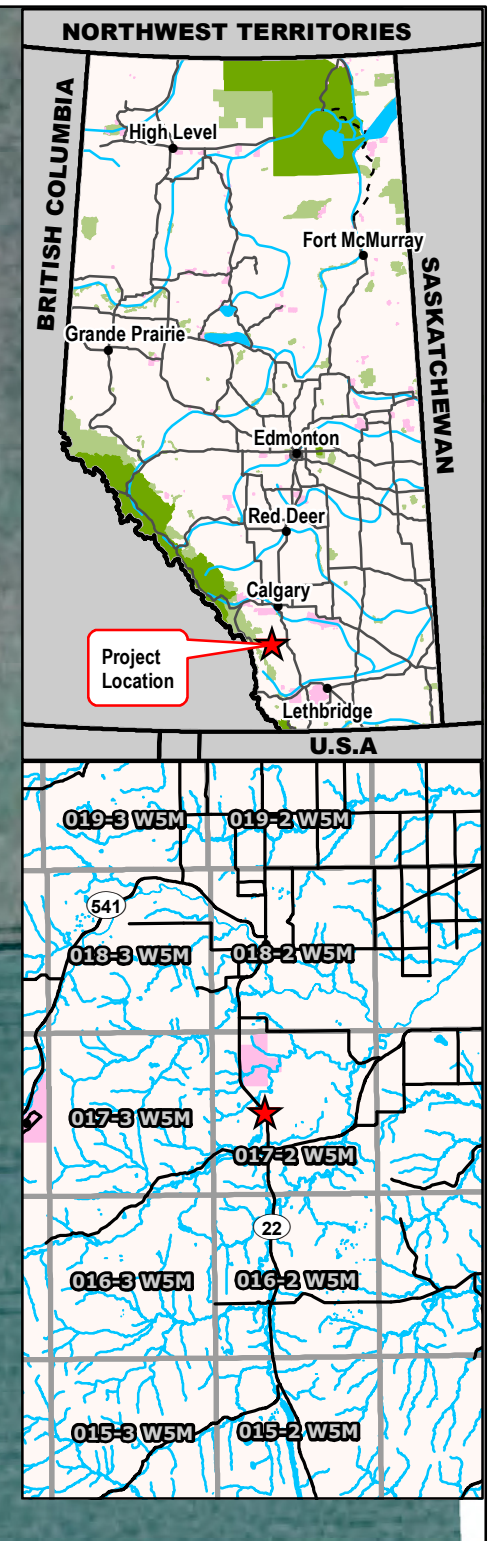 NORTHWEST TERRITORIES
BRITISH COLUMBIA
High Level
Fort McMurray
SASKATCHEWAN
Grande Prairie
Edmonton
Red Deer
Calgary
Project
Location
Lethbridge
U.S.A
019-3 W5M
019-2 W5M
541
018-3 W5M
018-2 W5M
017-3 W5M
017-2 W5M
22
016-3 W5M
016-2 W5M
015-3 W5M
015-2 W5M